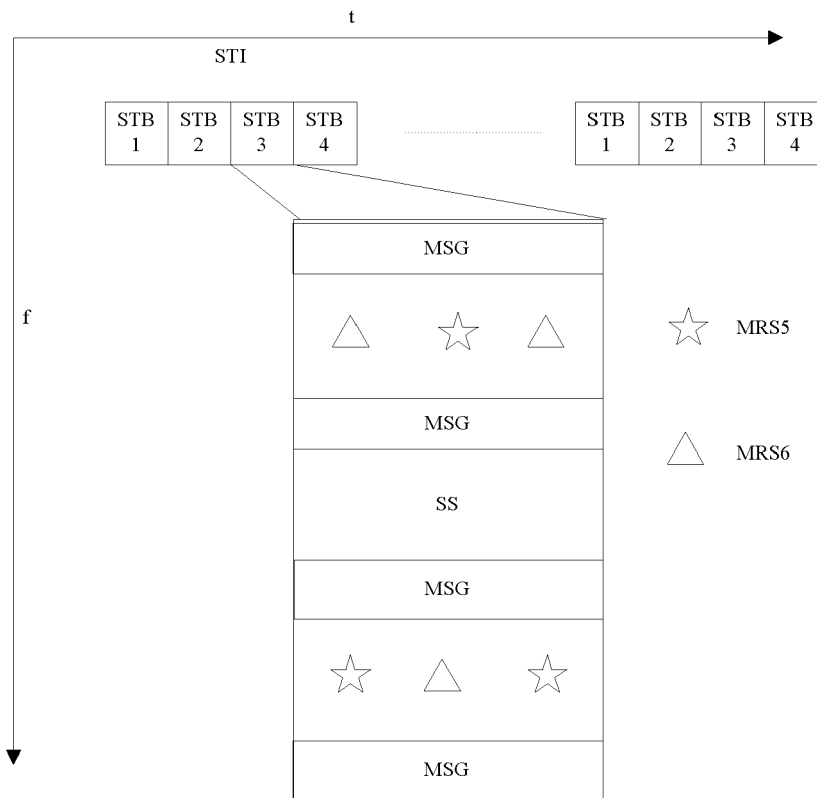 t
STI
STB STB STB STB
1 2 3 4
STB STB STB STB
1 2 3 4
MSG
f
MRS5
MSG
MRS6
SS
MSG
MSG